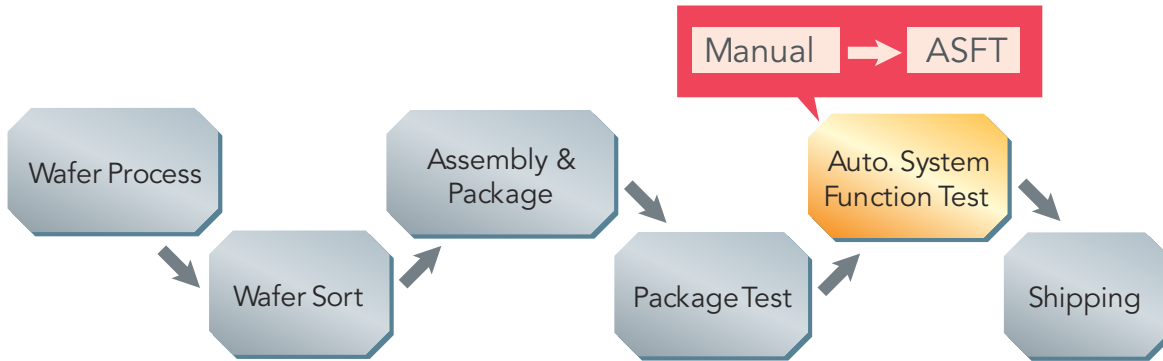 Manual
ASFT
Wafer Process
Wafer Sort
Assembly &
Package
Package Test
Auto. System
Function Test
Shipping